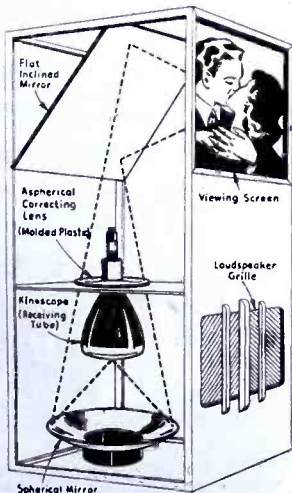 Flat
Inclined
Mirror
Aspherical
Correcting
Lens
(Molded Plastic)
Kinescope
(Receiving
Tube)
Spherical Mirror
Viewing Screen
Loudspeaker
Grille